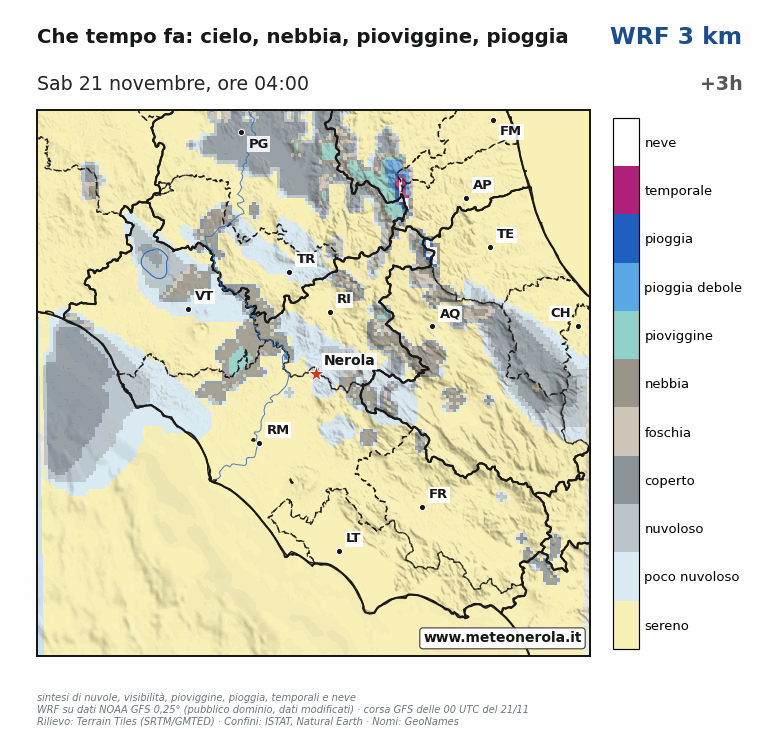 Che tempo fa: cielo, nebbia, pioviggine, pioggia
WRF 3 km
Sab 21 novembre, ore 04:00
+3h
PG
FM
AP
TE
TR
VT
RI
AQ
CH
Nerola
RM
FR
LT
www.meteonerola.it
neve
temporale
pioggia
pioggia debole
pioviggine
nebbia
foschia
coperto
nuvoloso
poco nuvoloso
sereno
sintesi di nuvole, visibilità, pioviggine, pioggia, temporali e neve
WRF su dati NOAA GFS 0,25° (pubblico dominio, dati modificati) · corsa GFS delle 00 UTC del 21/11
Rilievo: Terrain Tiles (SRTM/GMTED) · Confini: ISTAT, Natural Earth · Nomi: GeoNames